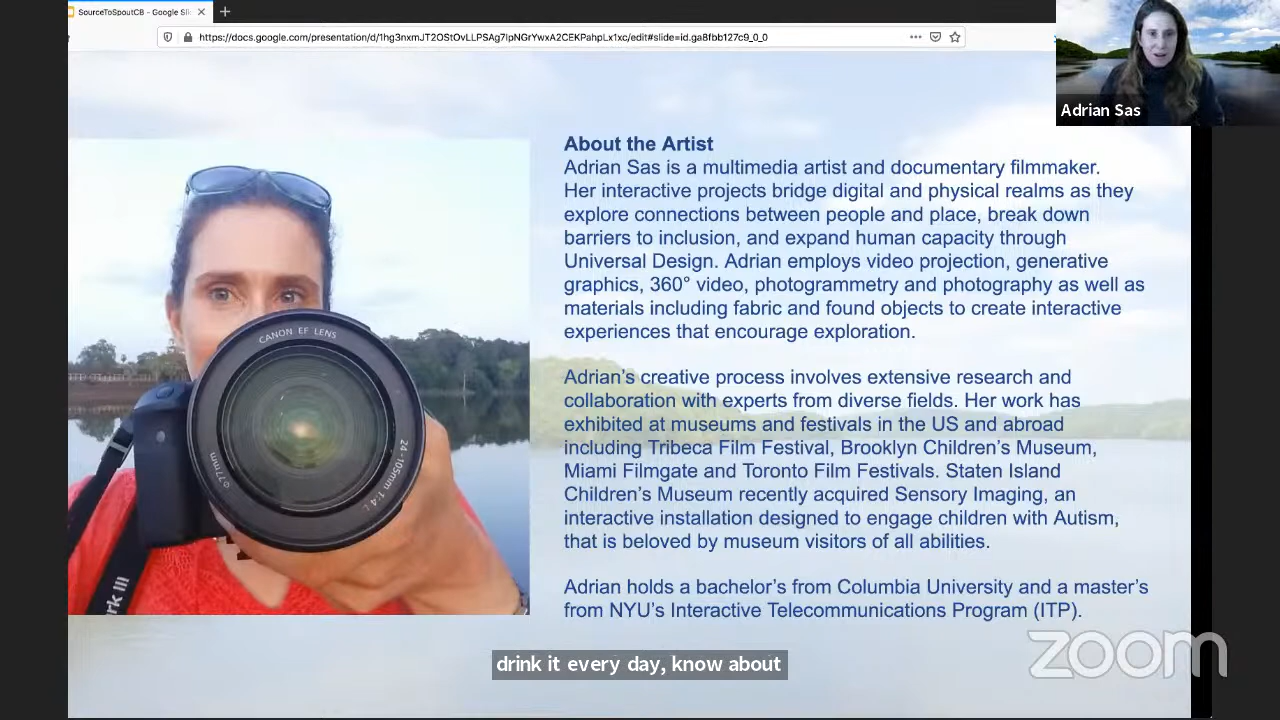 SourceToSpoutCB - Google Sli
https://docs.google.com/presentation/d/1hg3nxmJT2OStOvLLPSAg7lpNGrYwxA2CEKPahpLx1xc/edit#slide=id.ga8fbb127c9_0_0
Adrian Sas
About the Artist
Adrian Sas is a multimedia artist and documentary filmmaker.
Her interactive projects bridge digital and physical realms as they
explore connections between people and place, break down
barriers to inclusion, and expand human capacity through
Universal Design. Adrian employs video projection, generative
graphics, 360° video, photogrammetry and photography as well as
materials including fabric and found objects to create interactive
experiences that encourage exploration.
Adrian's creative process involves extensive research and
collaboration with experts from diverse fields. Her work has
exhibited at museums and festivals in the US and abroad
including Tribeca Film Festival, Brooklyn Children's Museum,
Miami Filmgate and Toronto Film Festivals. Staten Island
Children's Museum recently acquired Sensory Imaging, an
interactive installation designed to engage children with Autism,
that is beloved by museum visitors of all abilities.
Adrian holds a bachelor's from Columbia University and a master's
from NYU's Interactive Telecommunications Program (ITP).
CANON EF LENS
24-105mm 1:4 L
ø77mm
rk III
drink it every day, know about
zoom